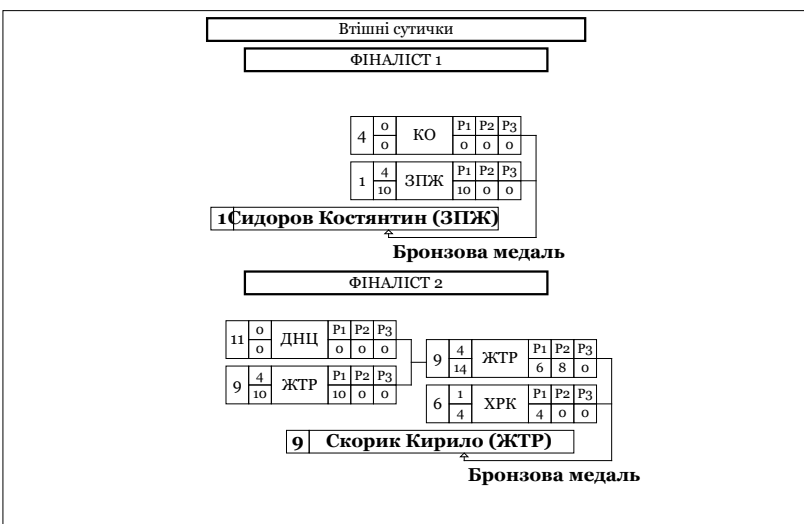 Втішні сутички
ФІНАЛІСТ 1
4 0 0 КО Р1 Р2 Р3 0 0 0
1 4 10 ЗПЖ Р1 Р2 Р3 10 0 0
1 Сидоров Костянтин (ЗПЖ)
Бронзова медаль
ФІНАЛІСТ 2
11 0 0 ДНЦ Р1 Р2 Р3 0 0 0
9 4 14 ЖТР Р1 Р2 Р3 6 8 0
9 4 10 ЖТР Р1 Р2 Р3 10 0 0
6 1 4 ХРК Р1 Р2 Р3 4 0 0
9 Скорик Кирило (ЖТР)
Бронзова медаль